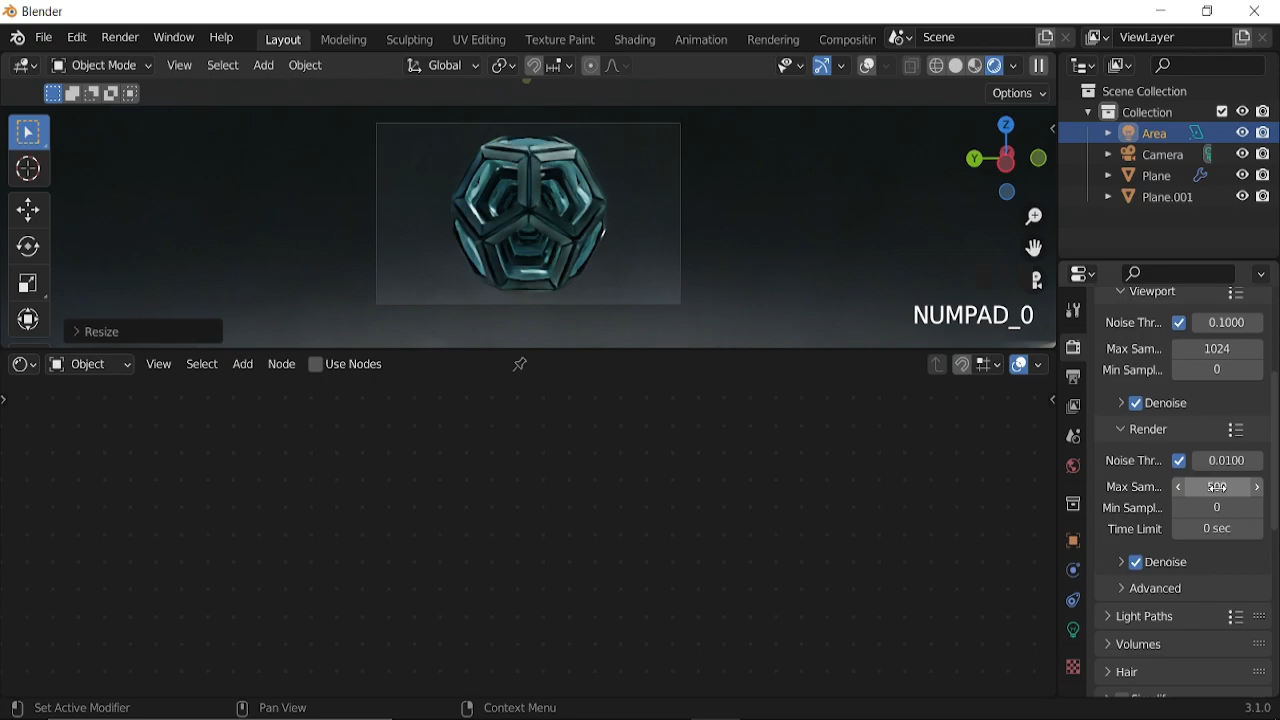 Blender
File Edit Render Window Help Layout Modeling Sculpting UV Editing Texture Paint Shading Animation Rendering Compositin Scene ViewLayer
Object Mode View Select Add Object Global
Options
Scene Collection
Collection
Area
Camera
Plane
Plane.001
Z
Y
NUMPAD_0
Resize
Object View Select Add Node Use Nodes
Viewport
Noise Thr... 0.1000
Max Sam... 1024
Min Sampl... 0
Denoise
Render
Noise Thr... 0.0100
Max Sam... 500
Min Sampl... 0
Time Limit 0 sec
Denoise
Advanced
Light Paths
Volumes
Hair
Set Active Modifier Pan View Context Menu 3.1.0